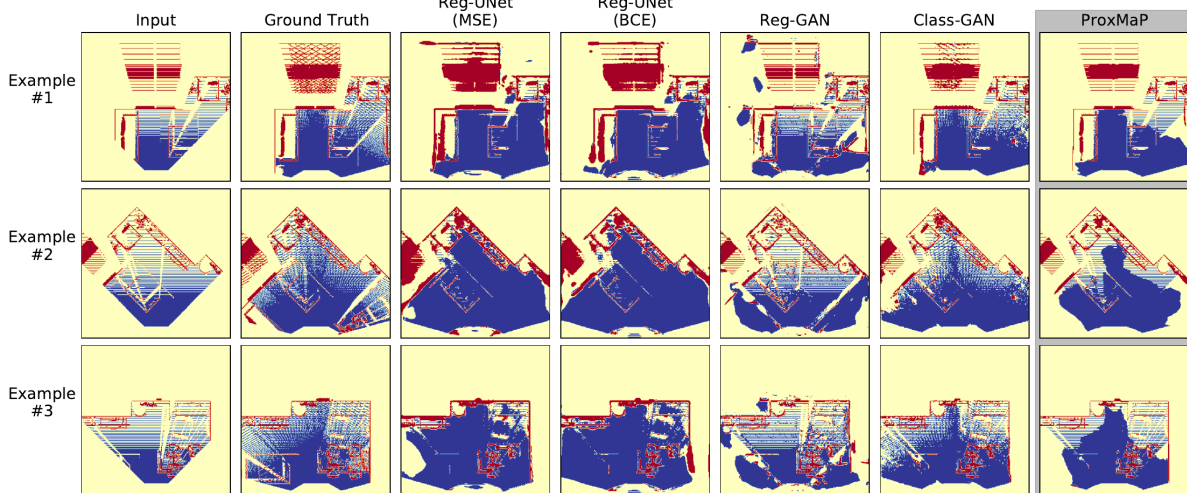 Input
Ground Truth
Reg-UNet
(MSE)
Reg-UNet
(BCE)
Reg-GAN
Class-GAN
ProxMaP
Example
#1
Example
#2
Example
#3